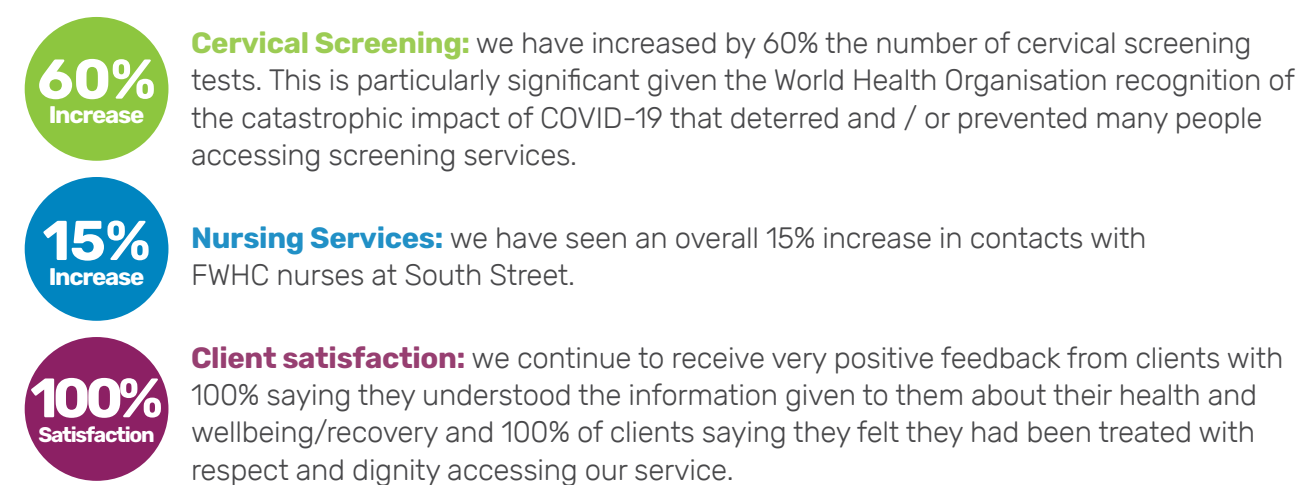 60%
Increase
Cervical Screening: we have increased by 60% the number of cervical screening
tests. This is particularly significant given the World Health Organisation recognition of
the catastrophic impact of COVID-19 that deterred and / or prevented many people
accessing screening services.
15%
Increase
Nursing Services: we have seen an overall 15% increase in contacts with
FWHC nurses at South Street.
100%
Satisfaction
Client satisfaction: we continue to receive very positive feedback from clients with
100% saying they understood the information given to them about their health and
wellbeing/recovery and 100% of clients saying they felt they had been treated with
respect and dignity accessing our service.